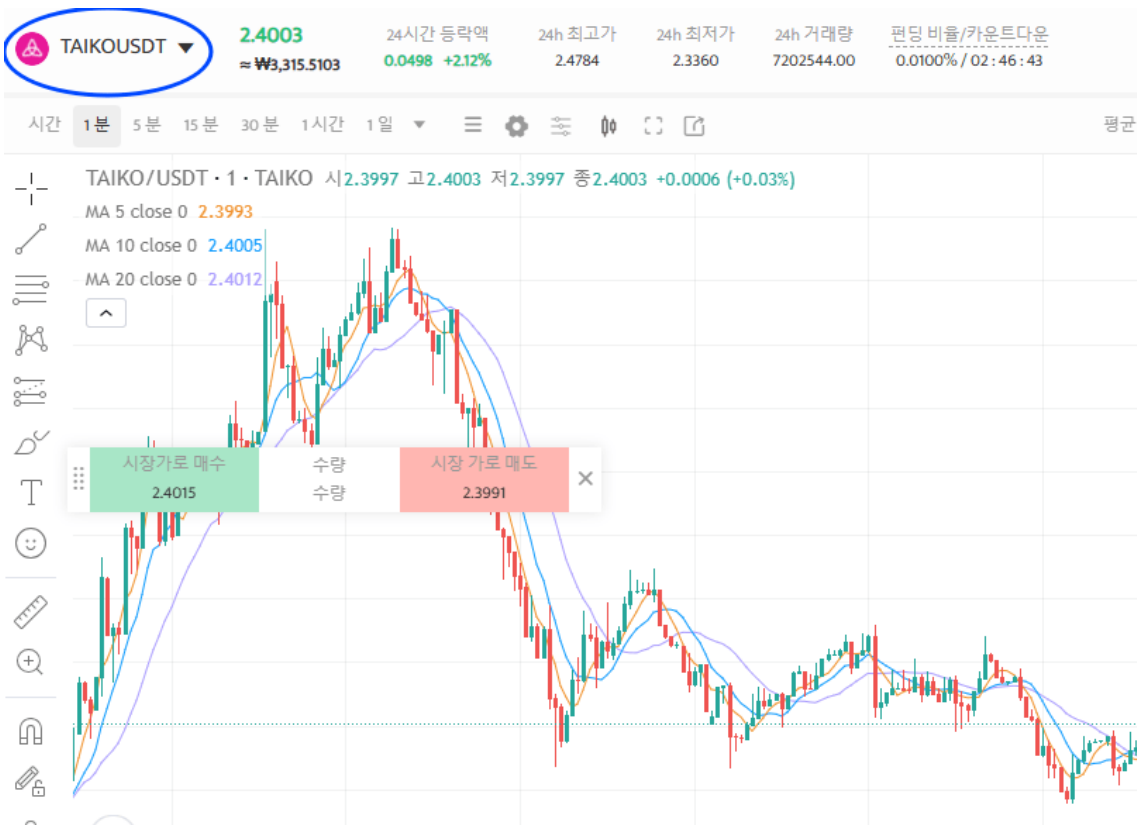 TAIKOUSDT
2.4003
≈ ₩3,315.5103
24시간 등락액
0.0498 +2.12%
24h 최고가
2.4784
24h 최저가
2.3360
24h 거래량
7202544.00
펀딩 비율/카운트다운
0.0100% / 02 : 46 : 43
시간 1분 5분 15분 30분 1시간 1일 평균
TAIKO/USDT · 1 · TAIKO 시2.3997 고2.4003 저2.3997 종2.4003 +0.0006 (+0.03%)
MA 5 close 0 2.3993
MA 10 close 0 2.4005
MA 20 close 0 2.4012
시장가로 매수 수량 시장 가로 매도
2.4015 수량 2.3991
T